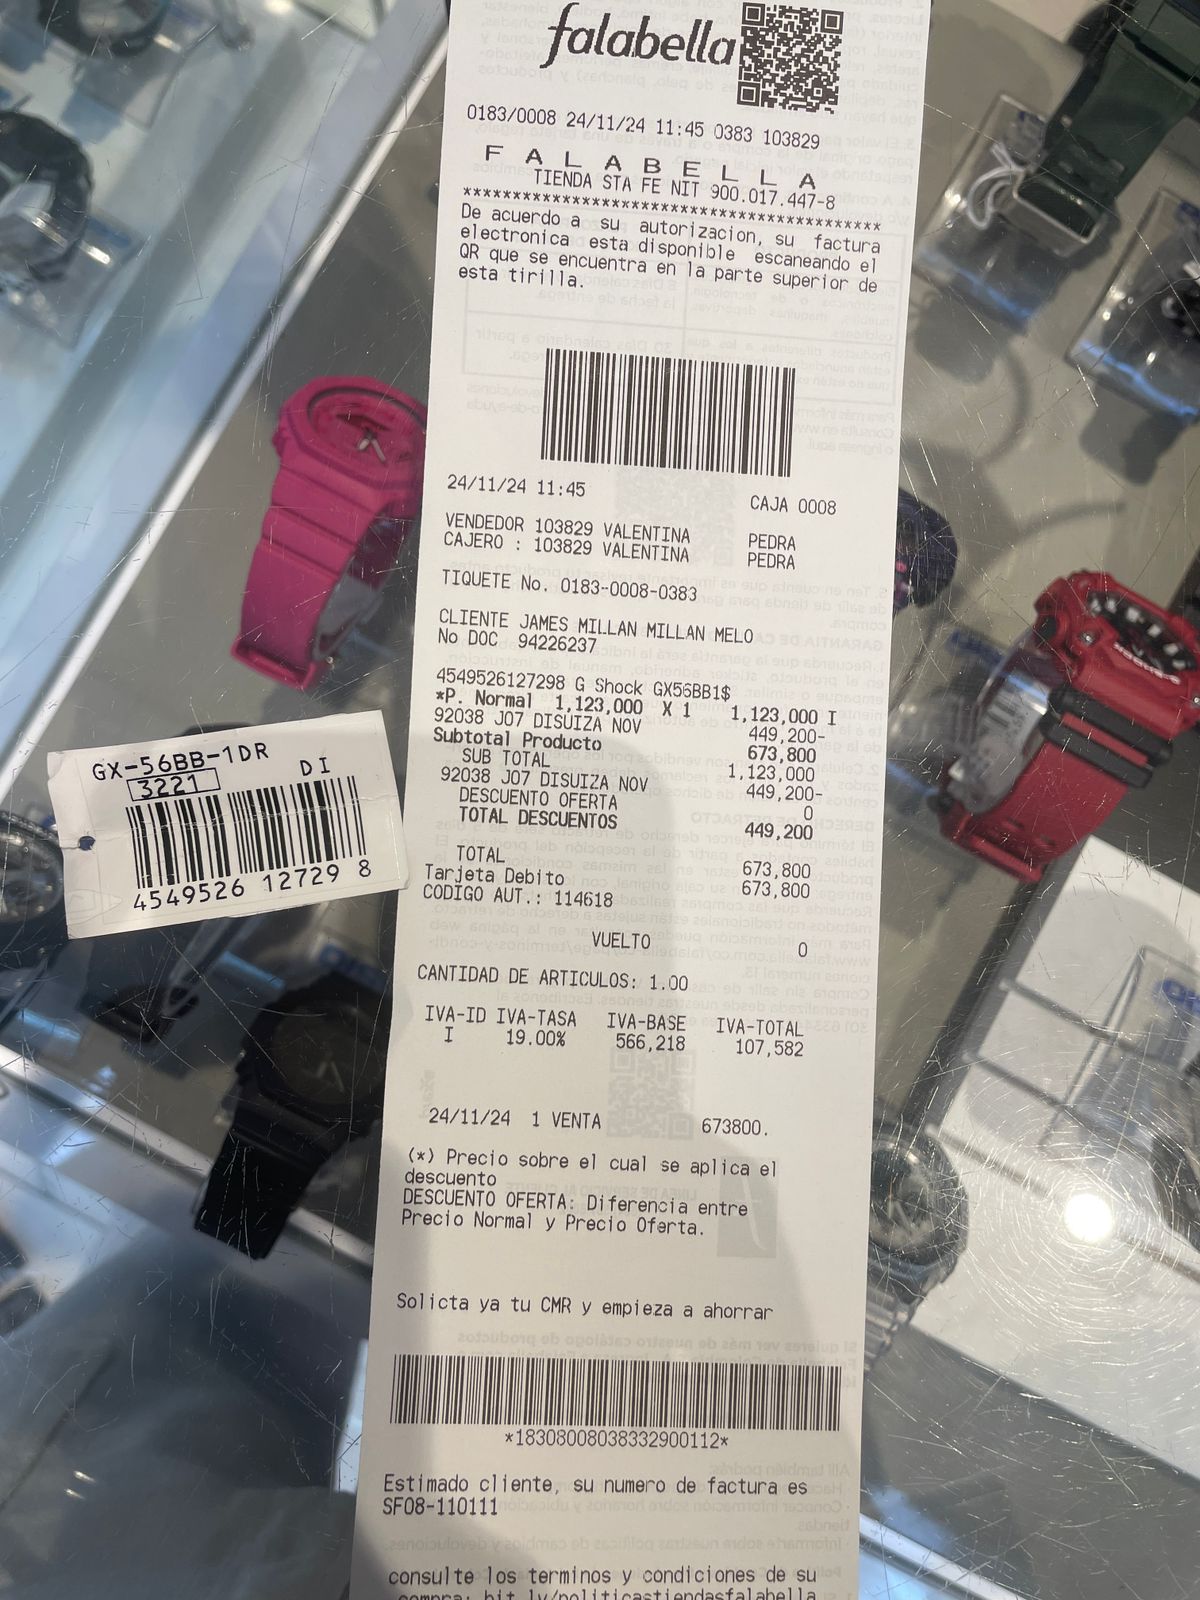 falabella
0183/0008 24/11/24 11:45 0383 103829
F A L A B E L L A
TIENDA STA FE NIT 900.017.447-8
******************************************
De acuerdo a su autorizacion, su factura
electronica esta disponible escaneando el
QR que se encuentra en la parte superior de
esta tirilla.
24/11/24 11:45 CAJA 0008
VENDEDOR 103829 VALENTINA PEDRA
CAJERO : 103829 VALENTINA PEDRA
TIQUETE No. 0183-0008-0383
CLIENTE JAMES MILLAN MILLAN MELO
No DOC 94226237
4549526127298 G Shock GX56BB1$
*P. Normal 1,123,000 X 1 1,123,000 I
92038 J07 DISUIZA NOV 449,200-
Subtotal Producto 673,800
SUB TOTAL 1,123,000
92038 J07 DISUIZA NOV 449,200-
DESCUENTO OFERTA 0
TOTAL DESCUENTOS 449,200
TOTAL 673,800
Tarjeta Debito 673,800
CODIGO AUT.: 114618
VUELTO 0
CANTIDAD DE ARTICULOS: 1.00
IVA-ID IVA-TASA IVA-BASE IVA-TOTAL
I 19.00% 566,218 107,582
24/11/24 1 VENTA 673800.
(*) Precio sobre el cual se aplica el
descuento
DESCUENTO OFERTA: Diferencia entre
Precio Normal y Precio Oferta.
Solicta ya tu CMR y empieza a ahorrar
*18308008038332900112*
Estimado cliente, su numero de factura es
SF08-110111
consulte los terminos y condiciones de su
compra: bit.ly/politicastiendasfalabella
GX-56BB-1DR
3221 DI
4549526 12729 8